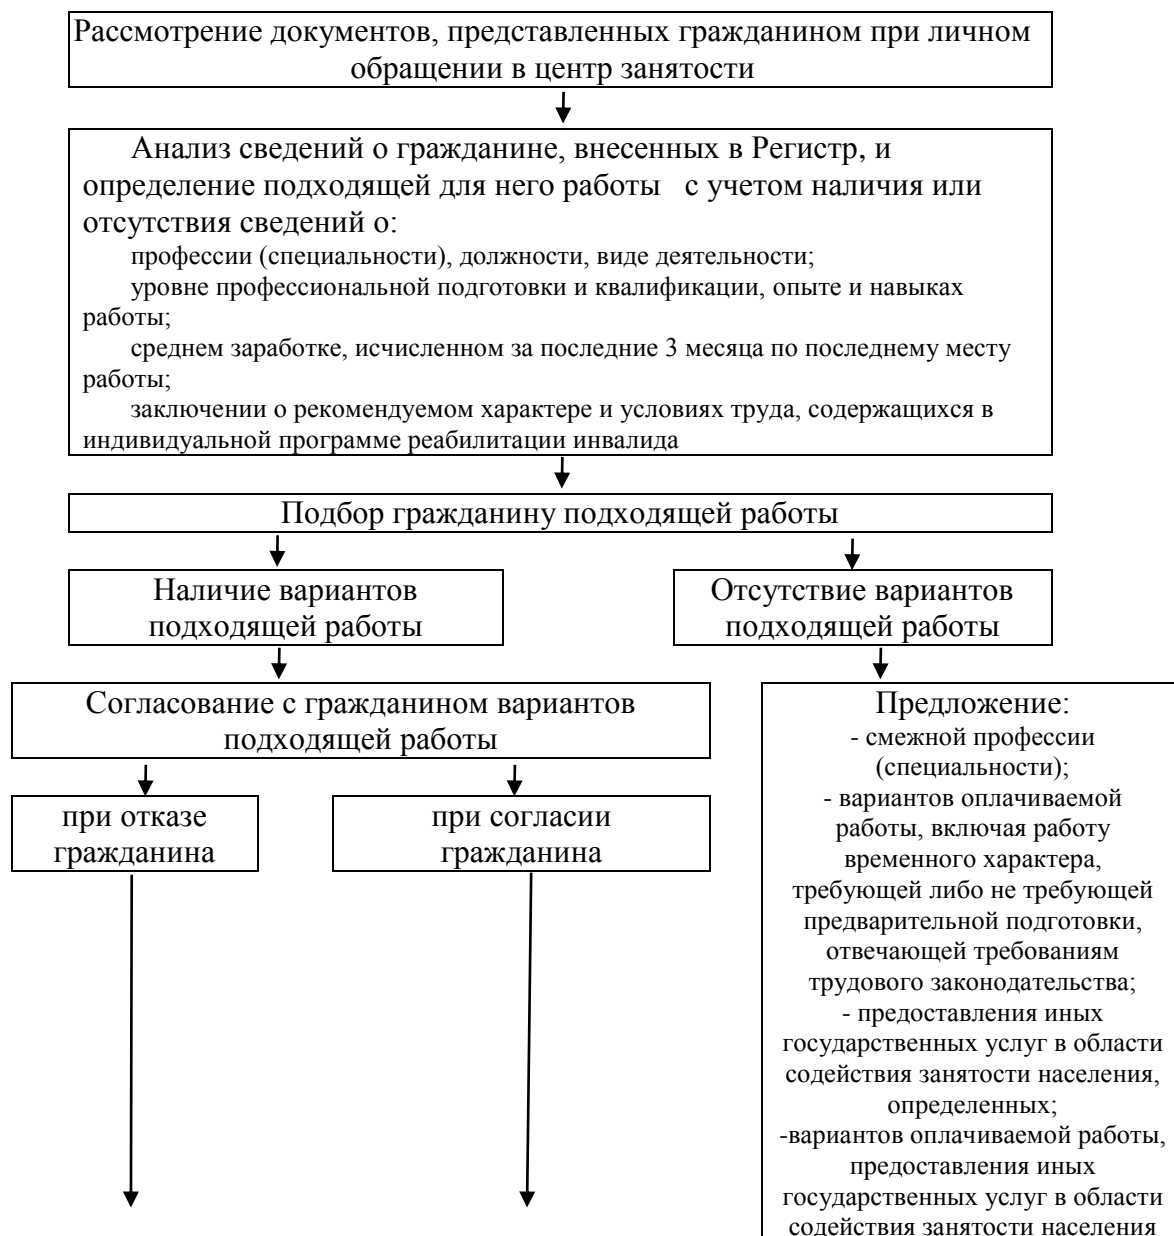 Рассмотрение документов, представленных гражданином при личном
обращении в центр занятости
Анализ сведений о гражданине, внесенных в Регистр, и
определение подходящей для него работы с учетом наличия или
отсутствия сведений о:
профессии (специальности), должности, виде деятельности;
уровне профессиональной подготовки и квалификации, опыте и навыках
работы;
среднем заработке, исчисленном за последние 3 месяца по последнему месту
работы;
заключении о рекомендуемом характере и условиях труда, содержащихся в
индивидуальной программе реабилитации инвалида
Подбор гражданину подходящей работы
Наличие вариантов
подходящей работы
Отсутствие вариантов
подходящей работы
Согласование с гражданином вариантов
подходящей работы
при отказе
гражданина
при согласии
гражданина
Предложение:
- смежной профессии
(специальности);
- вариантов оплачиваемой
работы, включая работу
временного характера,
требующей либо не требующей
предварительной подготовки,
отвечающей требованиям
трудового законодательства;
- предоставления иных
государственных услуг в области
содействия занятости населения,
определенных;
-вариантов оплачиваемой работы,
предоставления иных
государственных услуг в области
содействия занятости населения